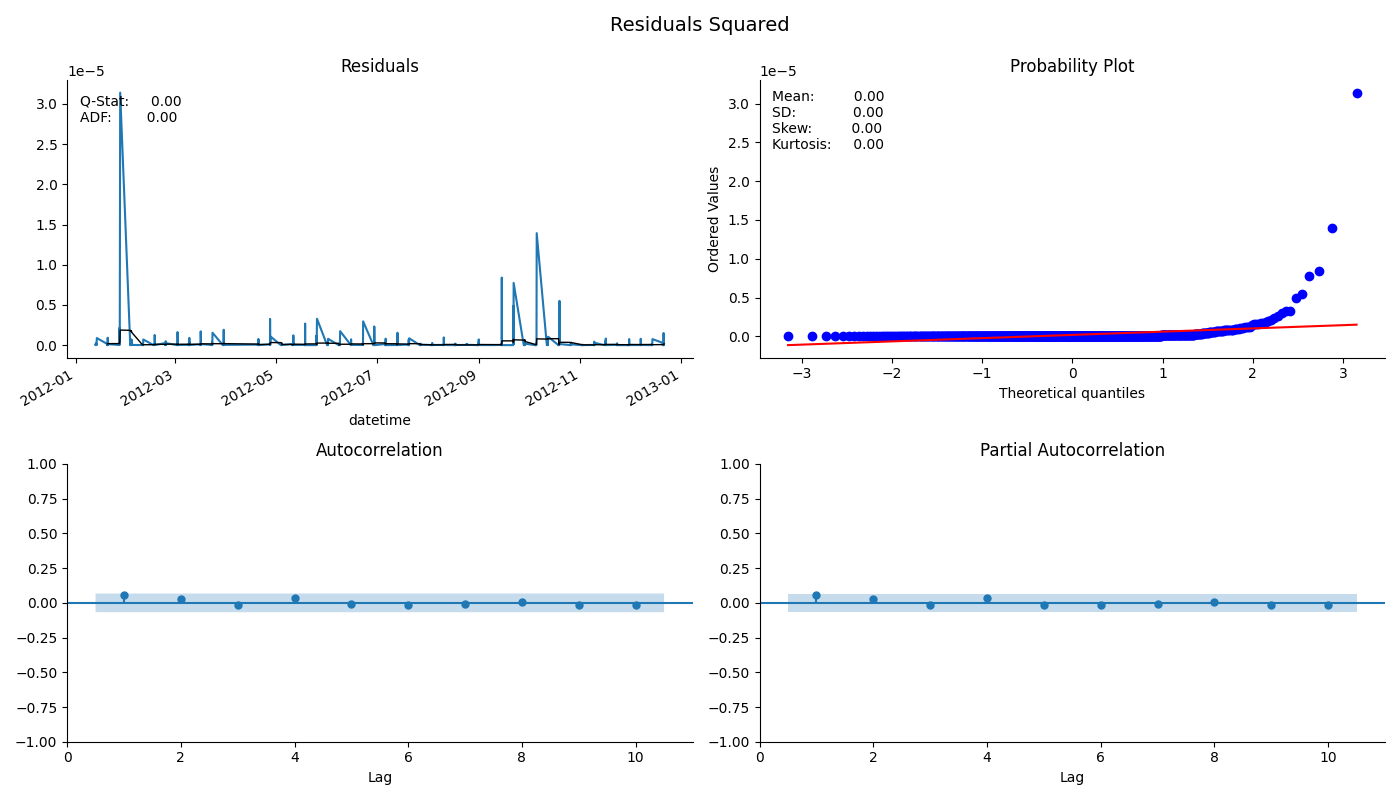 Residuals Squared
Residuals
1e−5
Q-Stat: 0.00
ADF: 0.00
3.0
2.5
2.0
1.5
1.0
0.5
0.0
2012-01 2012-03 2012-05 2012-07 2012-09 2012-11 2013-01
datetime
Probability Plot
1e−5
Mean: 0.00
SD: 0.00
Skew: 0.00
Kurtosis: 0.00
Ordered Values
3.0
2.5
2.0
1.5
1.0
0.5
0.0
−3 −2 −1 0 1 2 3
Theoretical quantiles
Autocorrelation
1.00
0.75
0.50
0.25
0.00
−0.25
−0.50
−0.75
−1.00
0 2 4 6 8 10
Lag
Partial Autocorrelation
1.00
0.75
0.50
0.25
0.00
−0.25
−0.50
−0.75
−1.00
0 2 4 6 8 10
Lag